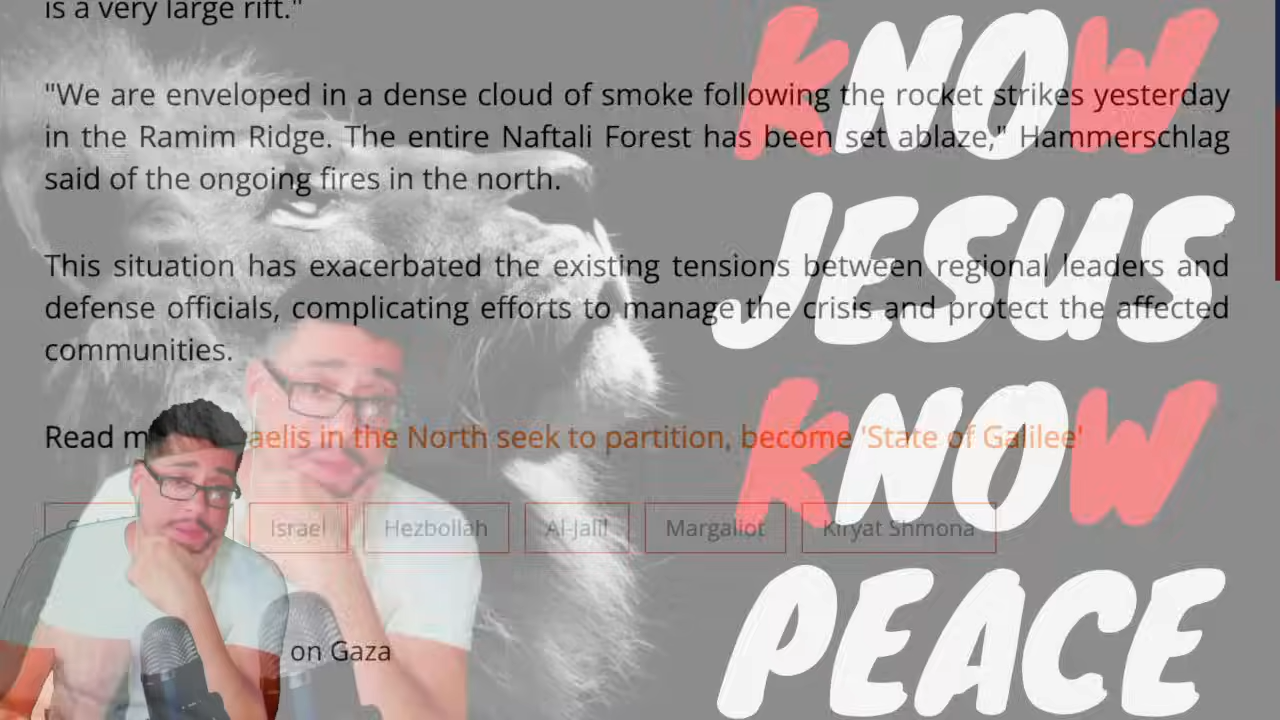 is a very large rift."
"We are enveloped in a dense cloud of smoke following the rocket strikes yesterday
in the Ramim Ridge. The entire Naftali Forest has been set ablaze," Hammerschlag
said of the ongoing fires in the north.
This situation has exacerbated the existing tensions between regional leaders and
defense officials, complicating efforts to manage the crisis and protect the affected
communities.
Read in the North seek to partition, become 'State of Galilee'
Israel Hezbollah Al-Jalil Margaliot Kiryat Shmona
on Gaza
KNOW
JESUS
KNOW
PEACE